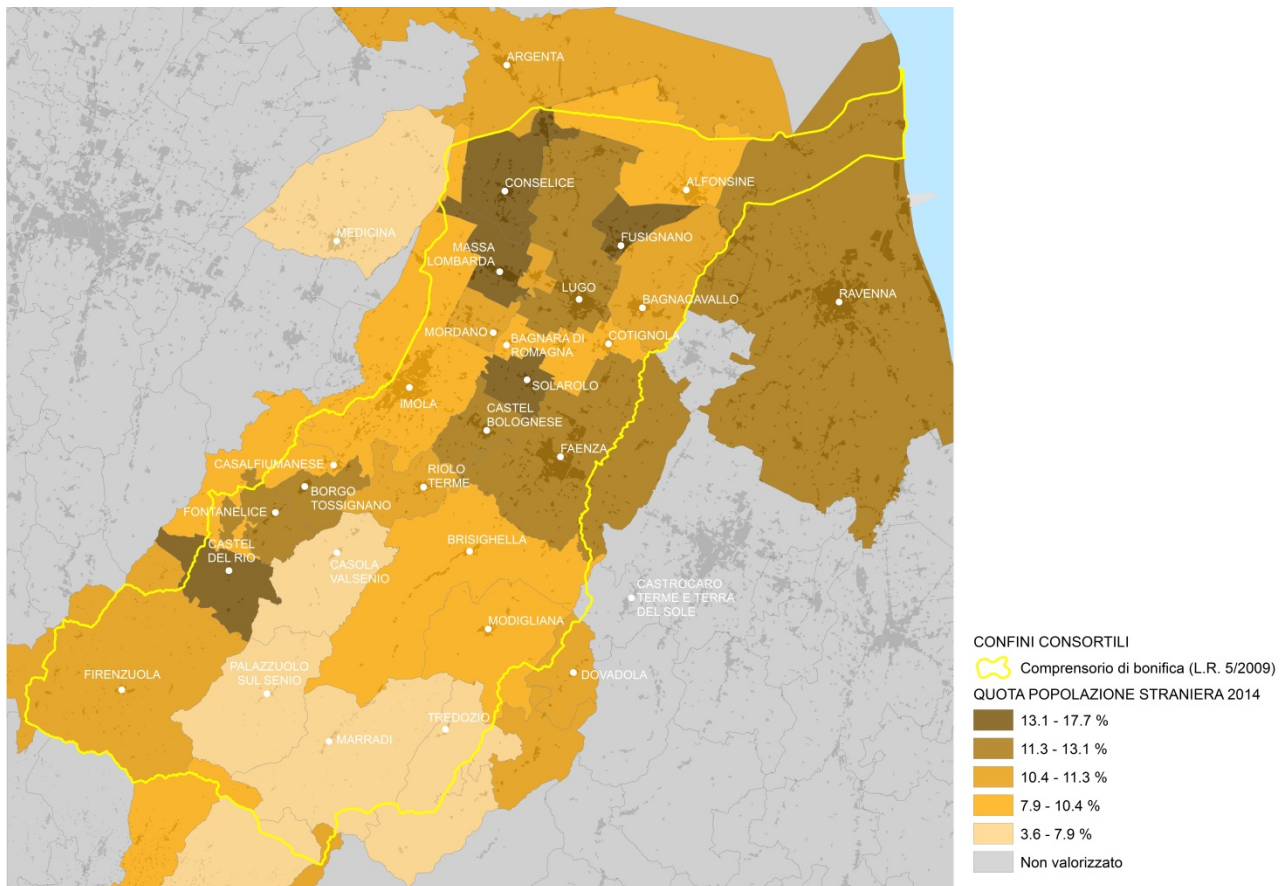 ARGENTA
CONSELICE
ALFONSINE
MEDICINA
FUSIGNANO
MASSA
LOMBARDA
LUGO
BAGNACAVALLO
RAVENNA
MORDANO
BAGNARA DI
ROMAGNA
COTIGNOLA
SOLAROLO
IMOLA
CASTEL
BOLOGNESE
FAENZA
CASALFIUMANESE
RIOLO
TERME
BORGO
TOSSIGNANO
FONTANELICE
CASTEL
DEL RIO
CASOLA
VALSENIO
BRISIGHELLA
CASTROCARO
TERME E TERRA
DEL SOLE
MODIGLIANA
FIRENZUOLA
PALAZZUOLO
SUL SENIO
DOVADOLA
TREDOZIO
MARRADI
CONFINI CONSORTILI
Comprensorio di bonifica (L.R. 5/2009)
QUOTA POPOLAZIONE STRANIERA 2014
13.1 - 17.7 %
11.3 - 13.1 %
10.4 - 11.3 %
7.9 - 10.4 %
3.6 - 7.9 %
Non valorizzato